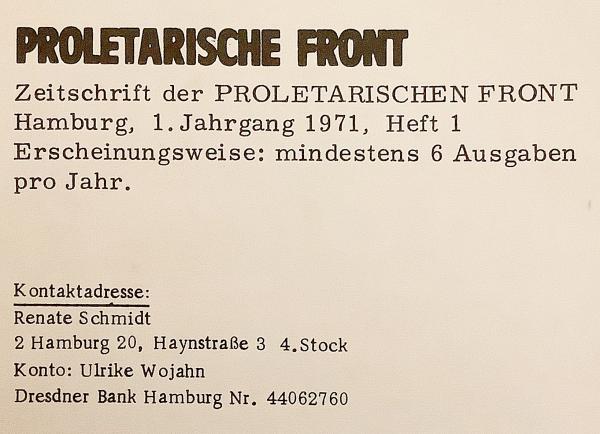 PROLETARISCHE FRONT
Zeitschrift der PROLETARISCHEN FRONT
Hamburg, 1. Jahrgang 1971, Heft 1
Erscheinungsweise: mindestens 6 Ausgaben
pro Jahr.
Kontaktadresse:
Renate Schmidt
2 Hamburg 20, Haynstraße 3 4. Stock
Konto: Ulrike Wojahn
Dresdner Bank Hamburg Nr. 44062760